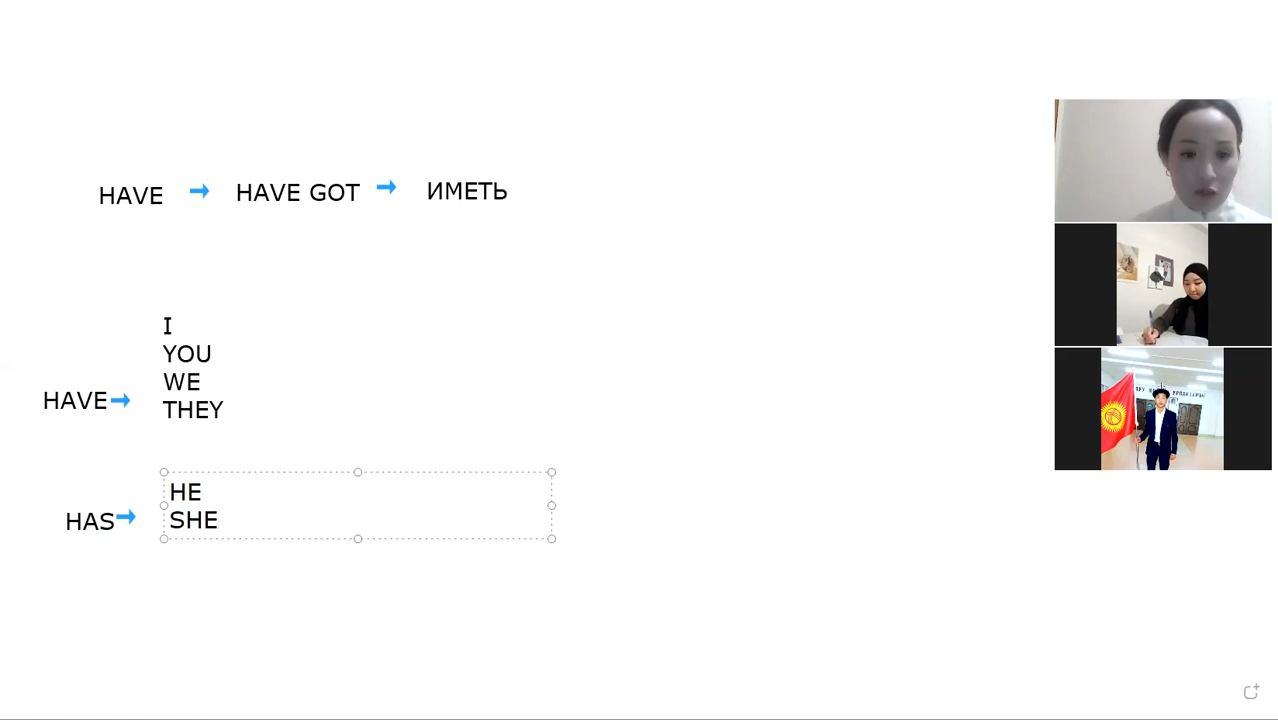 HAVE → HAVE GOT → ИМЕТЬ
I
YOU
WE
THEY
HAVE →
HE
SHE
HAS →